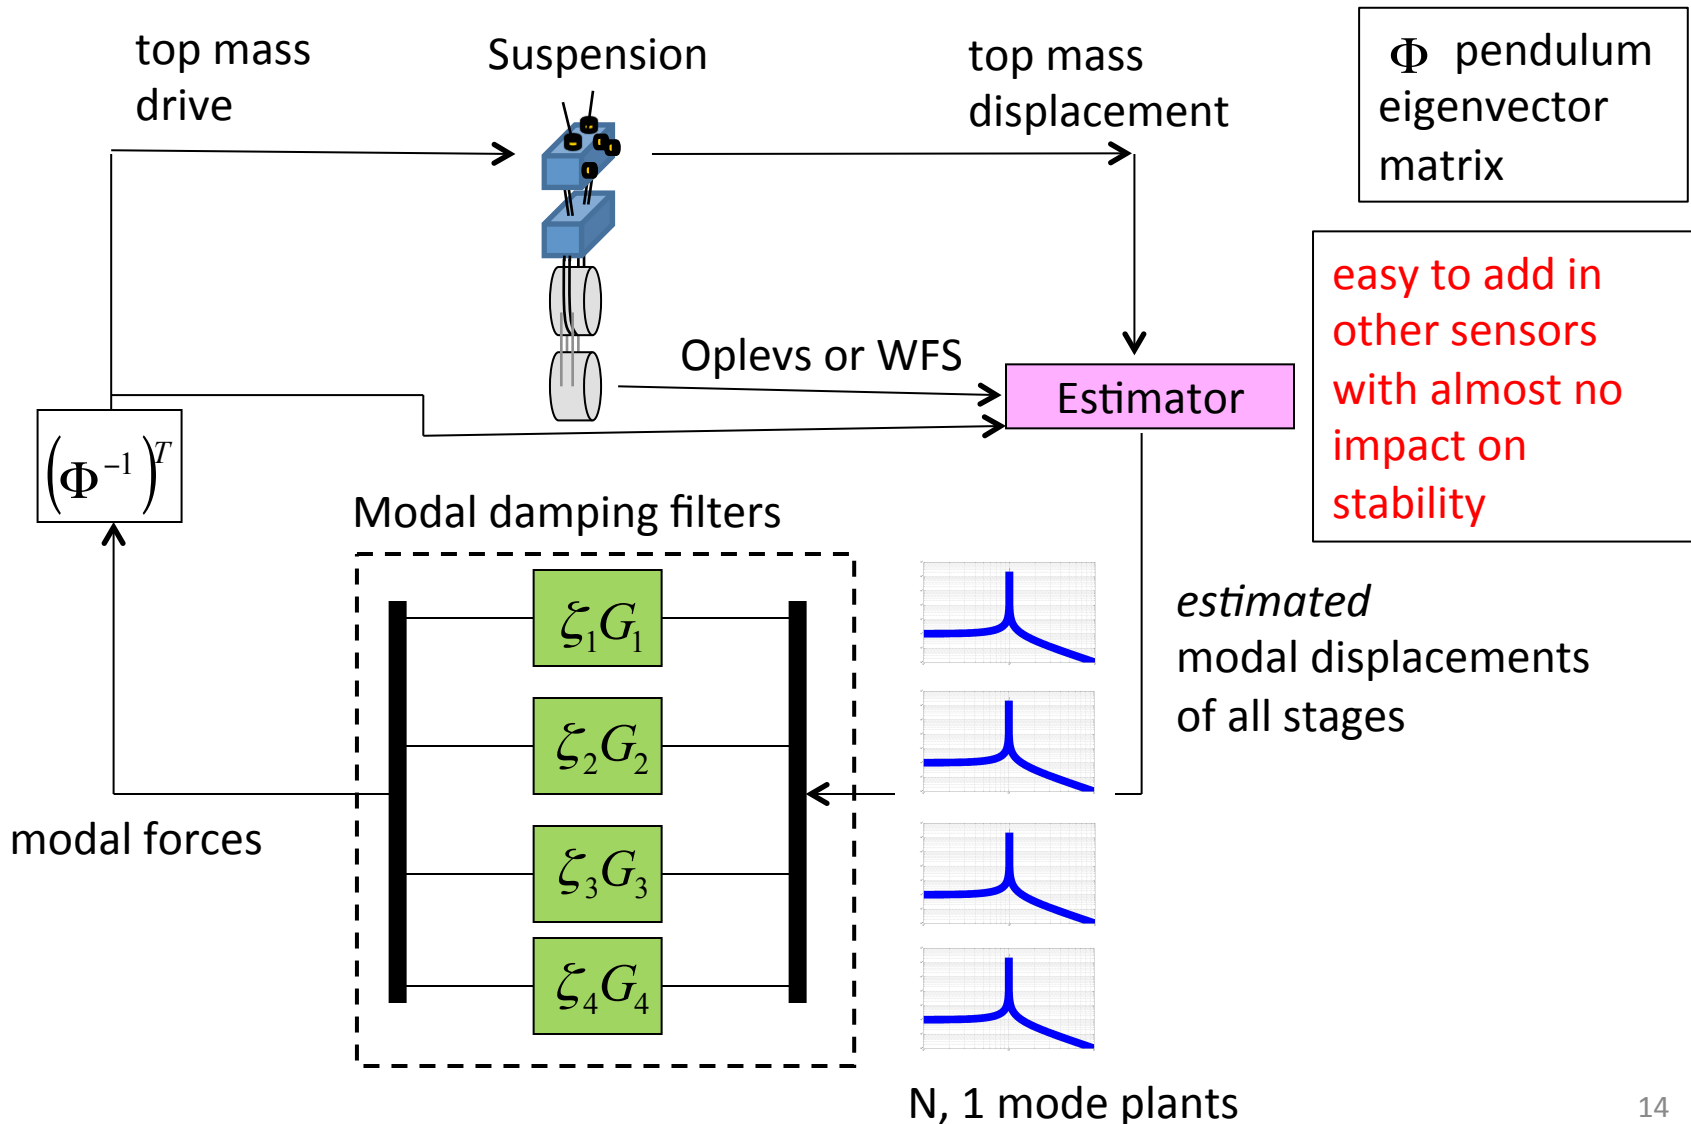 top mass
drive
Suspension
top mass
displacement
Φ pendulum
eigenvector
matrix
easy to add in
other sensors
with almost no
impact on
stability
Oplevs or WFS
Estimator
(Φ⁻¹)ᵀ
Modal damping filters
ζ₁G₁
ζ₂G₂
ζ₃G₃
ζ₄G₄
estimated
modal displacements
of all stages
modal forces
N, 1 mode plants
14